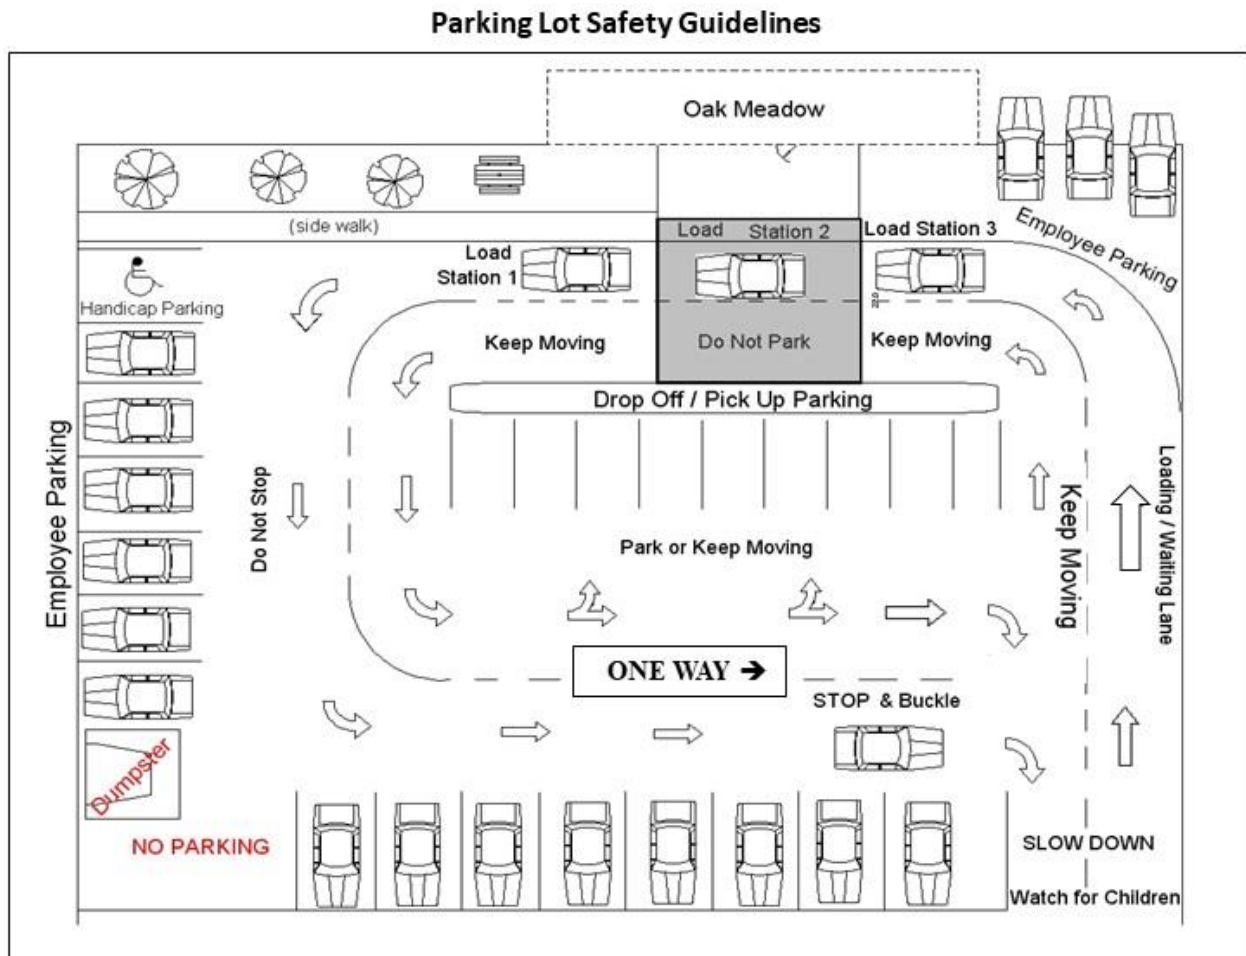 Parking Lot Safety Guidelines
Oak Meadow
Employee Parking
(side walk)
Load Station 2
Load Station 3
Load
Station 1
Handicap Parking
Keep Moving
Do Not Park
Keep Moving
Drop Off / Pick Up Parking
Employee Parking
Do Not Stop
Park or Keep Moving
Keep Moving
Loading / Waiting Lane
ONE WAY →
STOP & Buckle
Dumpster
NO PARKING
SLOW DOWN
Watch for Children